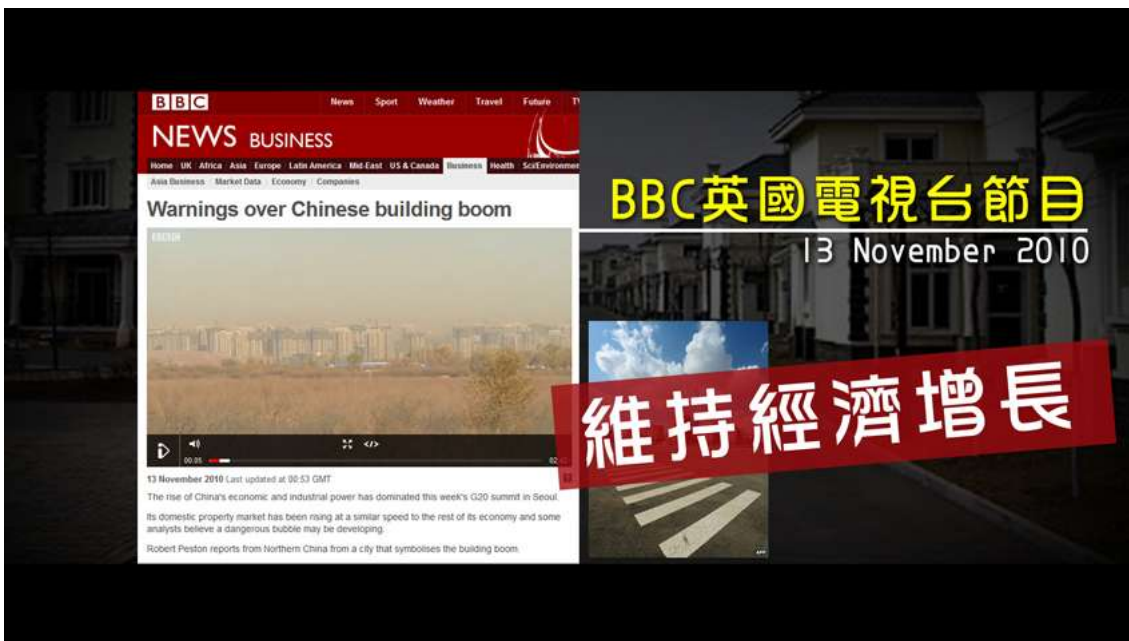 BBC
News Sport Weather Travel Future
NEWS BUSINESS
Home UK Africa Asia Europe Latin America Mid-East US & Canada Business Health Sci/Environmen
Asia Business Market Data Economy Companies
Warnings over Chinese building boom
BBC英國電視台節目
13 November 2010
維持經濟增長
00.05
13 November 2010 Last updated at 00:53 GMT
The rise of China's economic and industrial power has dominated this week's G20 summit in Seoul.
Its domestic property market has been rising at a similar speed to the rest of its economy and some
analysts believe a dangerous bubble may be developing.
Robert Peston reports from Northern China from a city that symbolises the building boom.